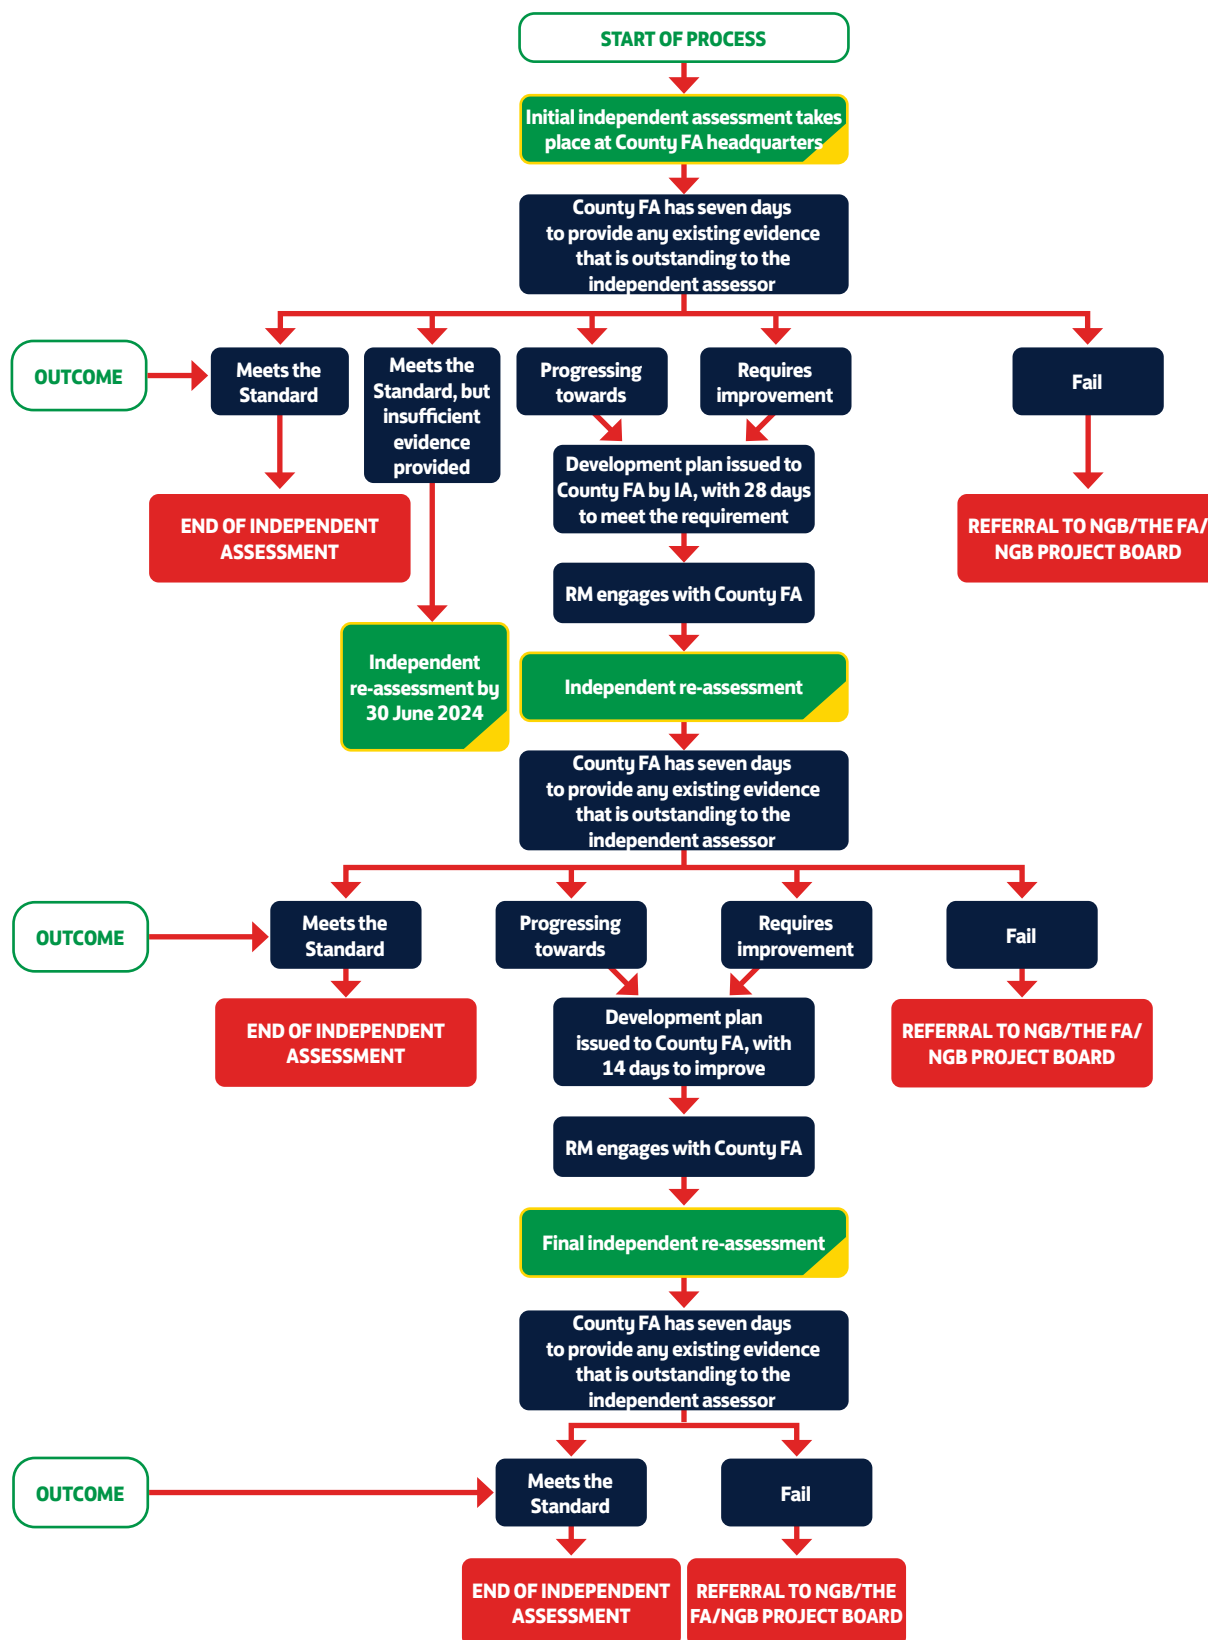 START OF PROCESS
Initial independent assessment takes
place at County FA headquarters
County FA has seven days
to provide any existing evidence
that is outstanding to the
independent assessor
OUTCOME
Meets the
Standard
Meets the
Standard, but
insufficient
evidence
provided
Progressing
towards
Requires
improvement
Fail
END OF INDEPENDENT
ASSESSMENT
Development plan issued to
County FA by IA, with 28 days
to meet the requirement
REFERRAL TO NGB/THE FA/
NGB PROJECT BOARD
RM engages with County FA
Independent
re-assessment by
30 June 2024
Independent re-assessment
County FA has seven days
to provide any existing evidence
that is outstanding to the
independent assessor
OUTCOME
Meets the
Standard
Progressing
towards
Requires
improvement
Fail
END OF INDEPENDENT
ASSESSMENT
Development plan
issued to County FA, with
14 days to improve
REFERRAL TO NGB/THE FA/
NGB PROJECT BOARD
RM engages with County FA
Final independent re-assessment
County FA has seven days
to provide any existing evidence
that is outstanding to the
independent assessor
OUTCOME
Meets the
Standard
Fail
END OF INDEPENDENT
ASSESSMENT
REFERRAL TO NGB/THE
FA/NGB PROJECT BOARD